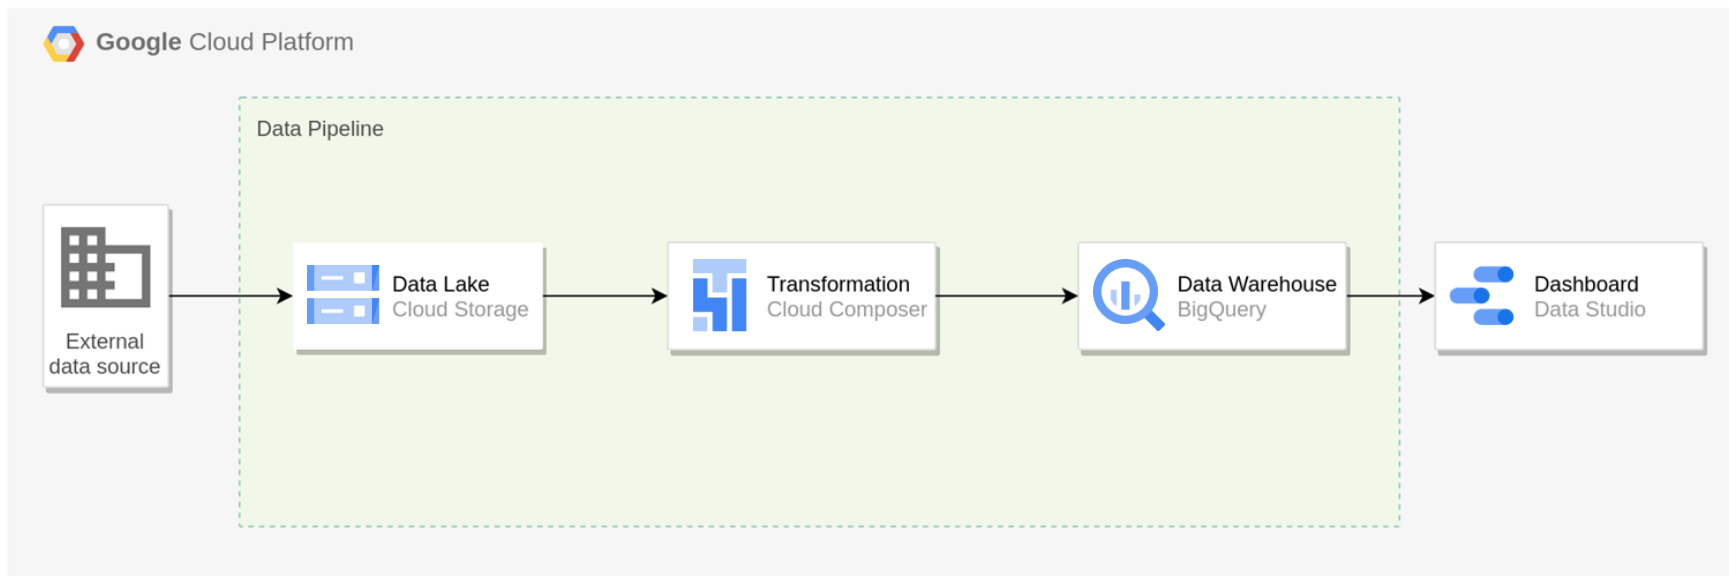 Google Cloud Platform
Data Pipeline
External
data source
Data Lake
Cloud Storage
Transformation
Cloud Composer
Data Warehouse
BigQuery
Dashboard
Data Studio